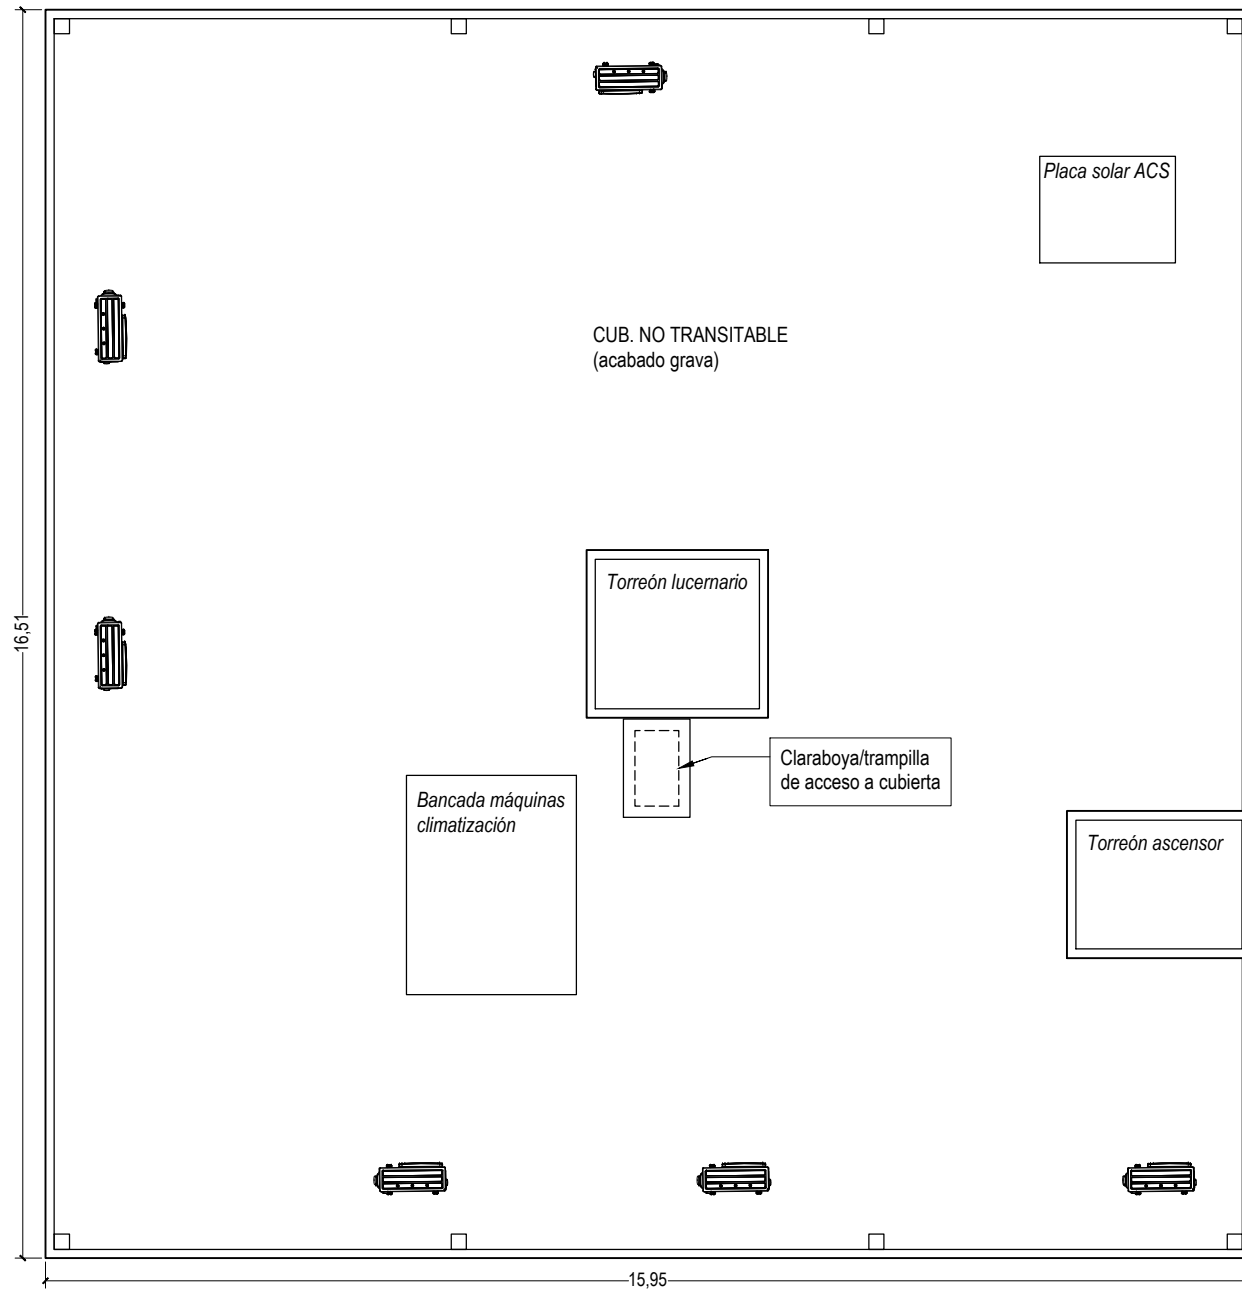 Placa solar ACS
CUB. NO TRANSITABLE
(acabado grava)
Torreón lucernario
16,51
Claraboya/trampilla
de acceso a cubierta
Bancada máquinas
climatización
Torreón ascensor
15,95